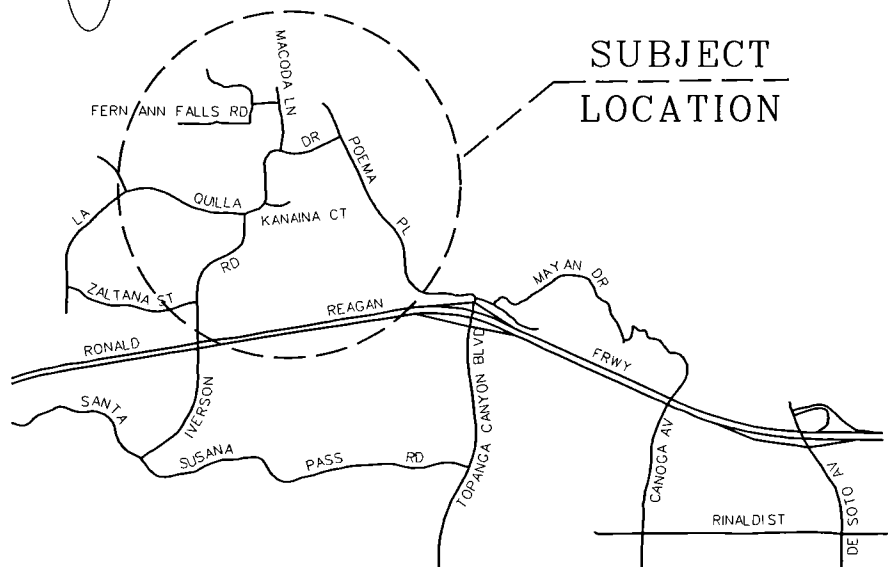 SUBJECT
LOCATION
MACODA LN
FERN ANN FALLS RD
DR
POEMA
PL
LA
QUILLA
KANAINA CT
RD
ZALTANA ST
MAYAN DR
RONALD
REAGAN
FRWY
SANTA
IVERSON
SUSANA
PASS
RD
TOPANGA CANYON BLVD
CANOGA AV
RINALDI ST
DE SOTO AV